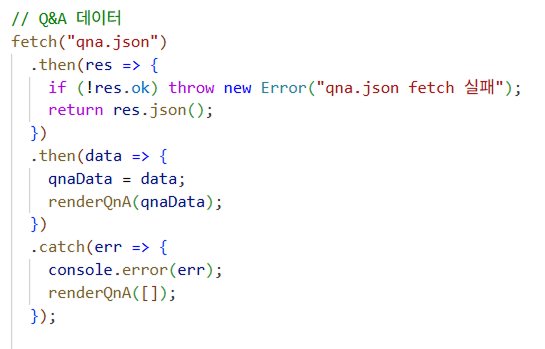 // Q&A 데이터
fetch("qna.json")
  .then(res => {
    if (!res.ok) throw new Error("qna.json fetch 실패");
    return res.json();
  })
  .then(data => {
    qnaData = data;
    renderQnA(qnaData);
  })
  .catch(err => {
    console.error(err);
    renderQnA([]);
  });